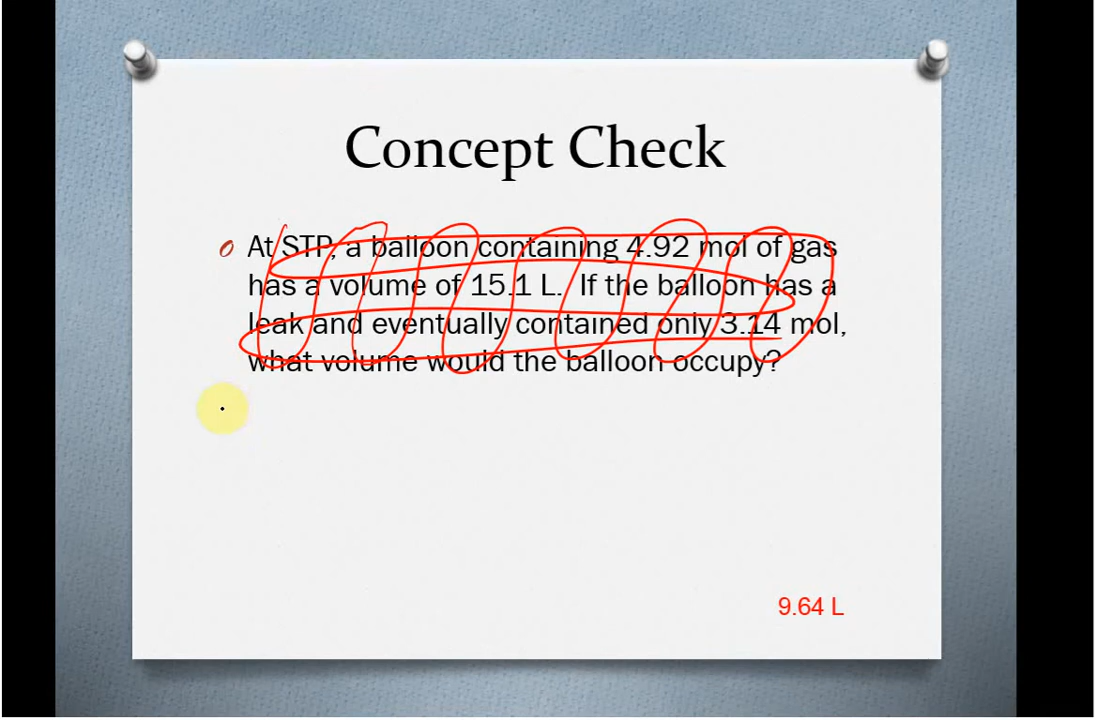 Concept Check
At STP, a balloon containing 4.92 mol of gas
has a volume of 15.1 L. If the balloon has a
leak and eventually contained only 3.14 mol,
what volume would the balloon occupy?
9.64 L